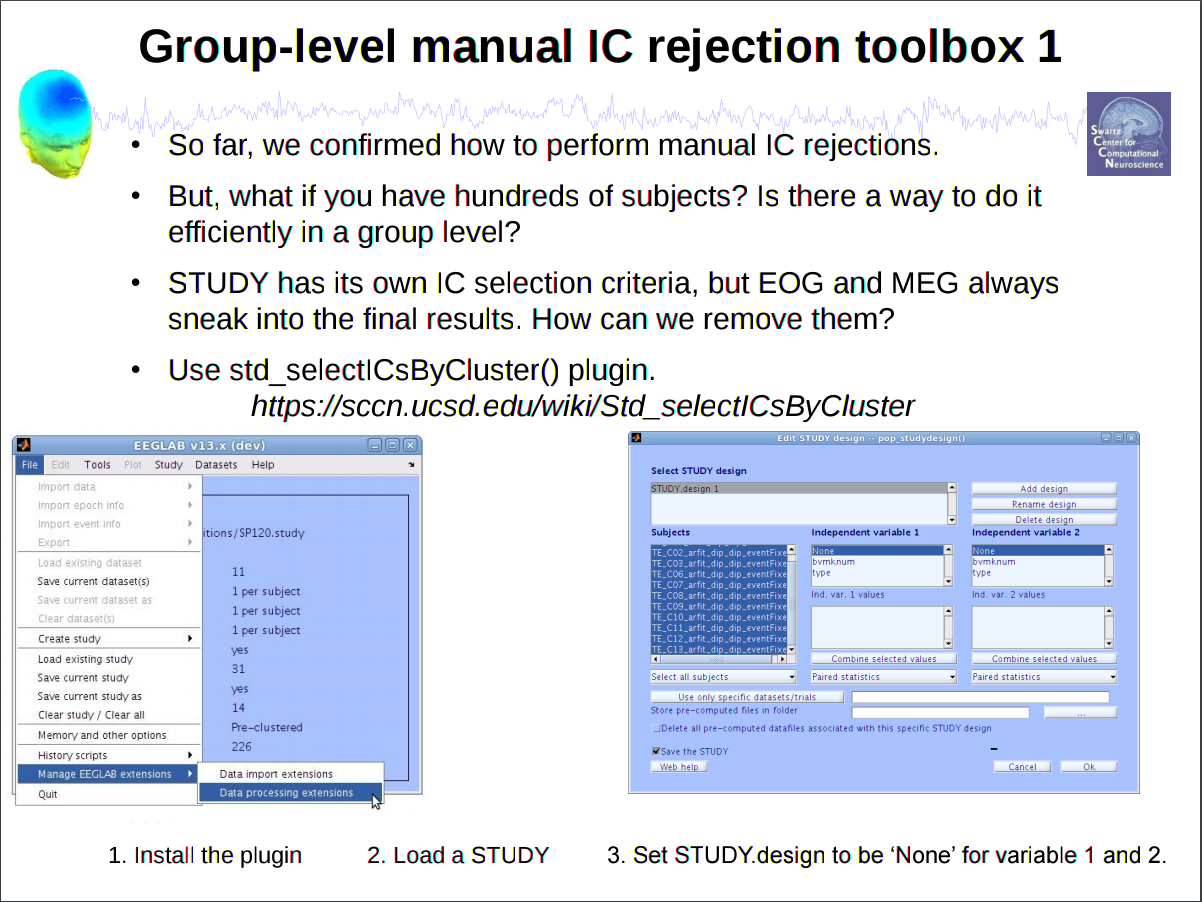 Group-level manual IC rejection toolbox 1
Swartz
Center for
Computational
Neuroscience
• So far, we confirmed how to perform manual IC rejections.
• But, what if you have hundreds of subjects? Is there a way to do it
efficiently in a group level?
• STUDY has its own IC selection criteria, but EOG and MEG always
sneak into the final results. How can we remove them?
• Use std_selectICsByCluster() plugin.
https://sccn.ucsd.edu/wiki/Std_selectICsByCluster
EEGLAB v13.x (dev)
File Edit Tools Plot Study Datasets Help
Import data
Import epoch info
Import event info
Export
Load existing dataset
Save current dataset(s)
Save current dataset as
Clear dataset(s)
Create study
Load existing study
Save current study
Save current study as
Clear study / Clear all
Memory and other options
History scripts
Manage EEGLAB extensions
Quit
Data import extensions
Data processing extensions
itions/SP120.study
11
1 per subject
1 per subject
1 per subject
yes
31
yes
14
Pre-clustered
226
Edit STUDY design -- pop_studydesign()
Select STUDY design
STUDY.design 1
Add design
Rename design
Delete design
Subjects
TE_C02_arfit_dip_dip_eventFixe
TE_C03_arfit_dip_dip_eventFixe
TE_C06_arfit_dip_dip_eventFixe
TE_C07_arfit_dip_dip_eventFixe
TE_C08_arfit_dip_dip_eventFixe
TE_C09_arfit_dip_dip_eventFixe
TE_C10_arfit_dip_dip_eventFixe
TE_C11_arfit_dip_dip_eventFixe
TE_C12_arfit_dip_dip_eventFixe
TE_C13_arfit_dip_dip_eventFixe
Select all subjects
Independent variable 1
None
bvmknum
type
Ind. var. 1 values
Combine selected values
Paired statistics
Independent variable 2
None
bvmknum
type
Ind. var. 2 values
Combine selected values
Paired statistics
Use only specific datasets/trials
Store pre-computed files in folder
...
Delete all pre-computed datafiles associated with this specific STUDY design
Save the STUDY
Web help
Cancel
Ok
1. Install the plugin
2. Load a STUDY
3. Set STUDY.design to be ‘None’ for variable 1 and 2.